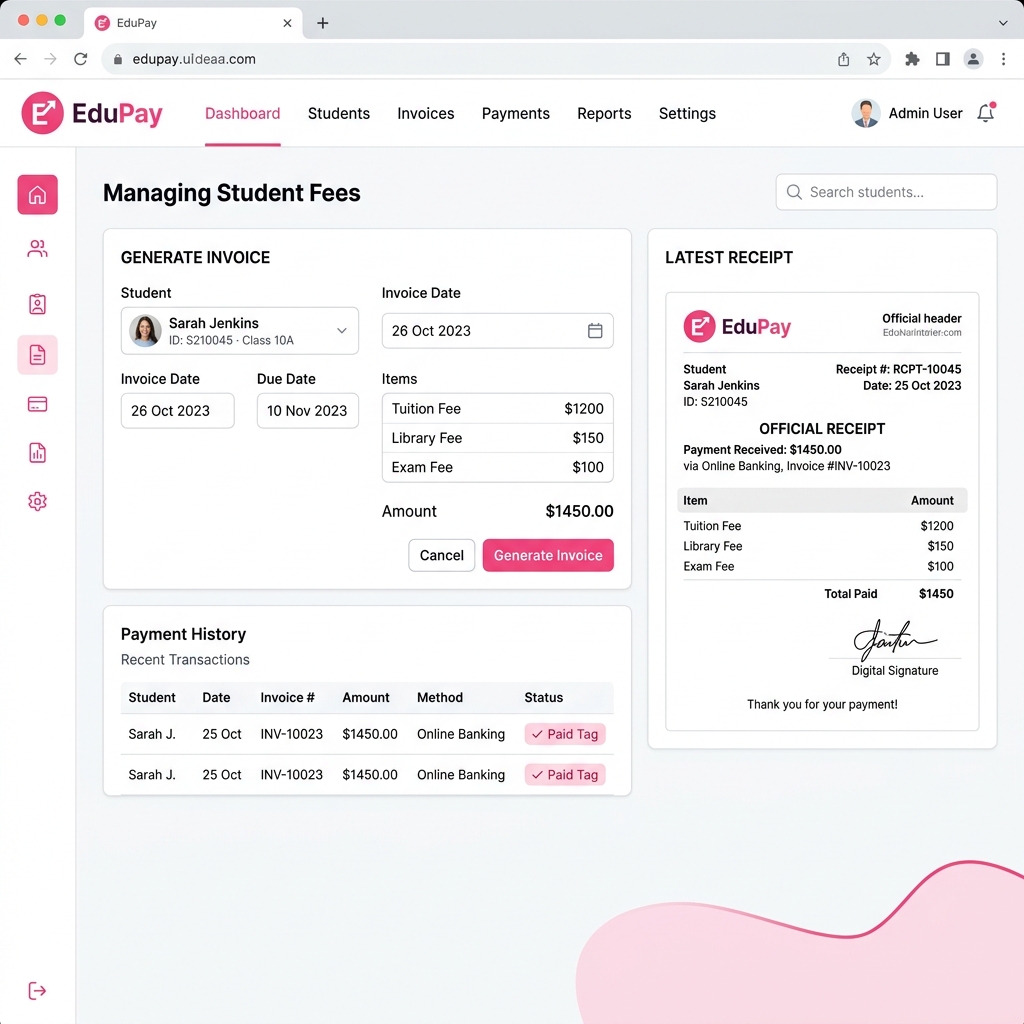 EduPay
edupay.uldeaa.com
EduPay
Dashboard
Students
Invoices
Payments
Reports
Settings
Admin User
Managing Student Fees
Search students...
GENERATE INVOICE
Student
Sarah Jenkins
ID: S210045 · Class 10A
Invoice Date
26 Oct 2023
Invoice Date
26 Oct 2023
Due Date
10 Nov 2023
Items
Tuition Fee $1200
Library Fee $150
Exam Fee $100
Amount $1450.00
Cancel
Generate Invoice
Payment History
Recent Transactions
Student Date Invoice # Amount Method Status
Sarah J. 25 Oct INV-10023 $1450.00 Online Banking ✓ Paid Tag
Sarah J. 25 Oct INV-10023 $1450.00 Online Banking ✓ Paid Tag
LATEST RECEIPT
EduPay
Official header
EdoNarintrier-com
Student
Sarah Jenkins
ID: S210045
Receipt #: RCPT-10045
Date: 25 Oct 2023
OFFICIAL RECEIPT
Payment Received: $1450.00
via Online Banking, Invoice #INV-10023
Item Amount
Tuition Fee $1200
Library Fee $150
Exam Fee $100
Total Paid $1450
Digital Signature
Thank you for your payment!